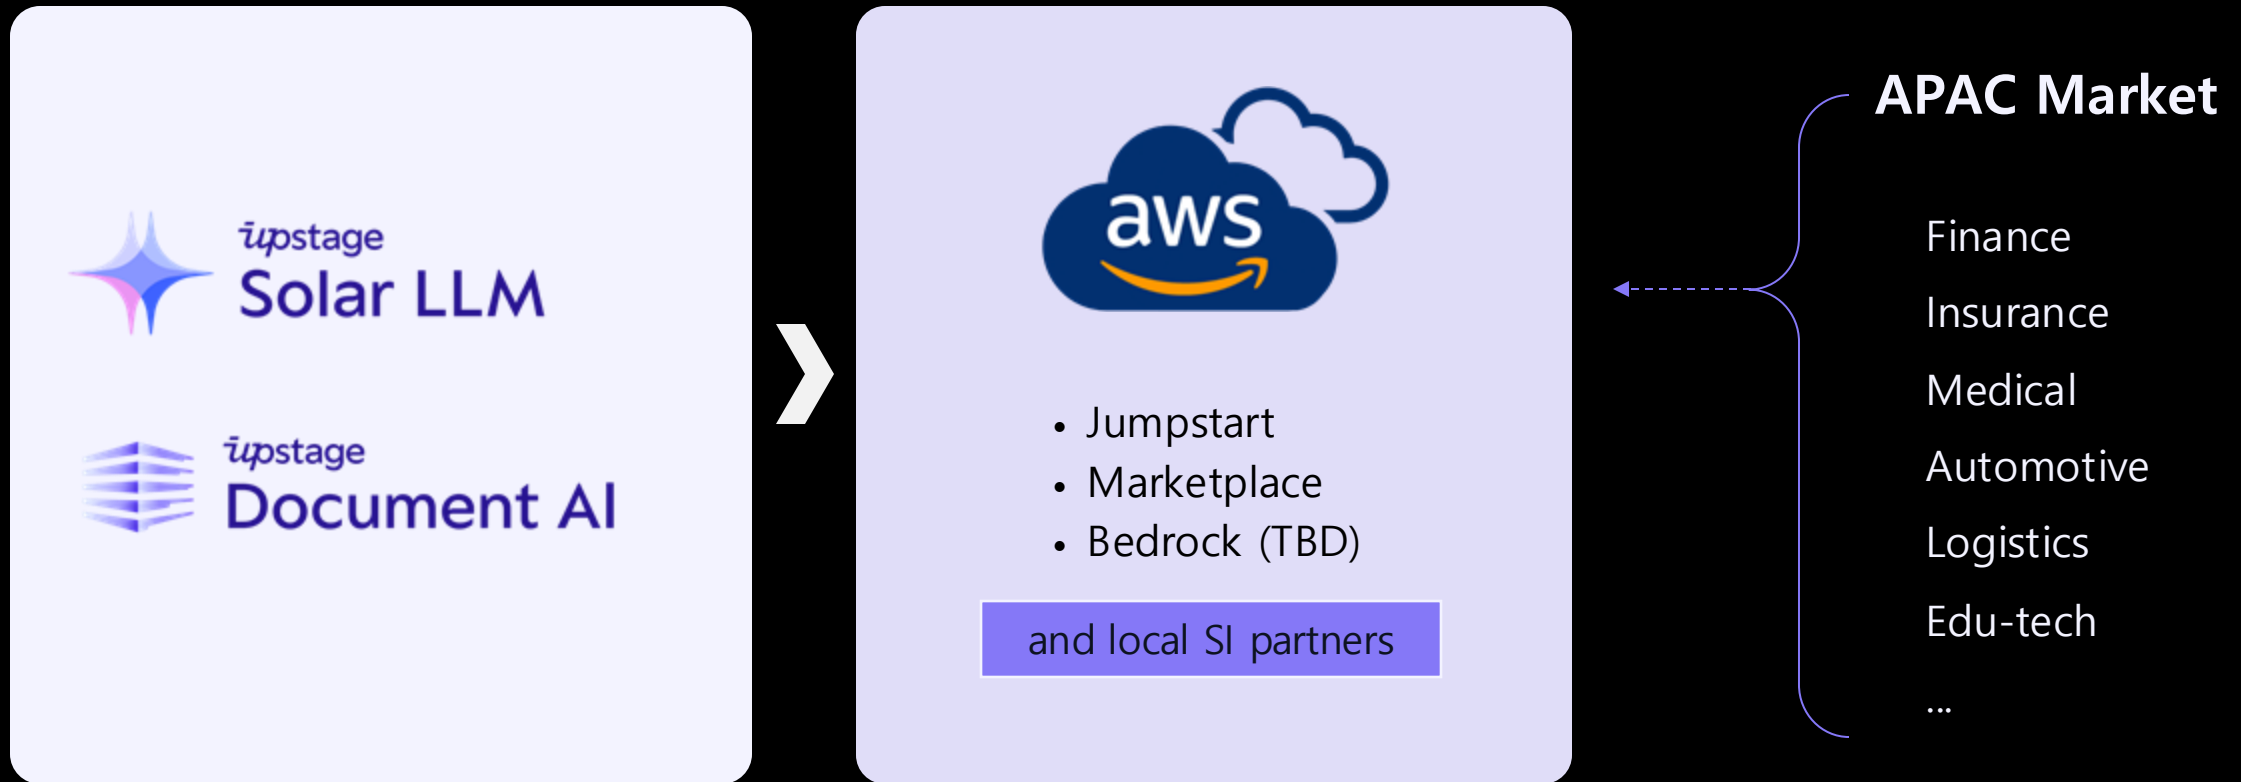 upstage
Solar LLM
upstage
Document AI
aws
• Jumpstart
• Marketplace
• Bedrock (TBD)
and local SI partners
APAC Market
Finance
Insurance
Medical
Automotive
Logistics
Edu-tech
...